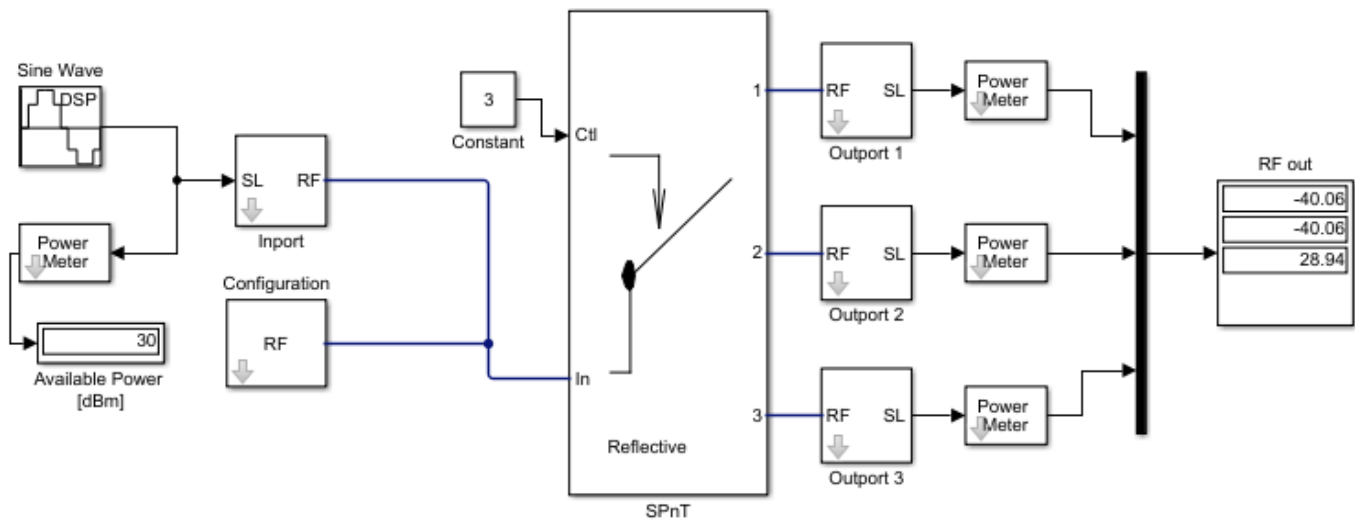 Sine Wave
DSP
SL
RF
Inport
Power
Meter
30
Available Power
[dBm]
Configuration
RF
3
Constant
Ctl
In
Reflective
SPnT
1
2
3
RF
SL
Outport 1
Power
Meter
RF
SL
Outport 2
Power
Meter
RF
SL
Outport 3
Power
Meter
RF out
-40.06
-40.06
28.94